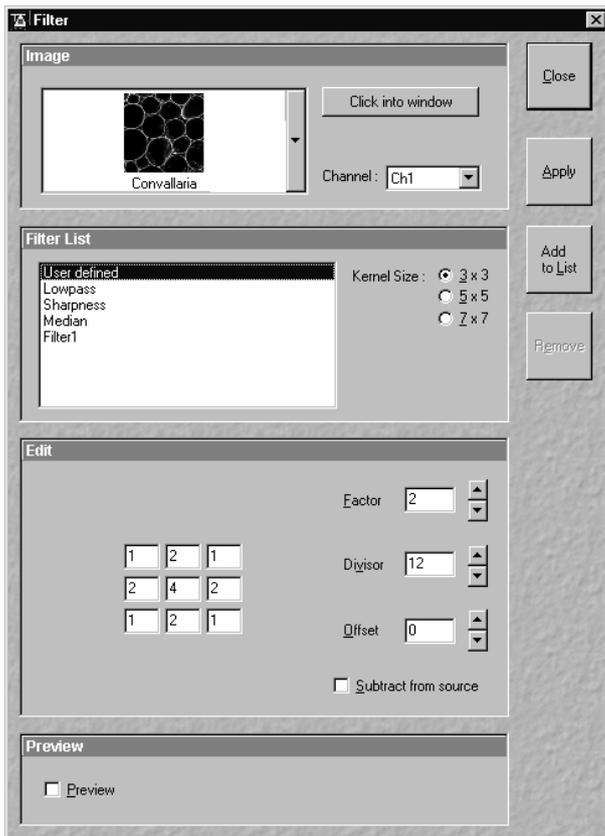 Filter
Image
Close
Click into window
Convallaria
Channel : Ch1
Apply
Filter List
Add
to List
User defined
Lowpass
Sharpness
Median
Filter1
Kernel Size : 3 x 3
5 x 5
7 x 7
Remove
Edit
Factor 2
1 2 1
Divisor 12
2 4 2
1 2 1
Offset 0
Subtract from source
Preview
Preview